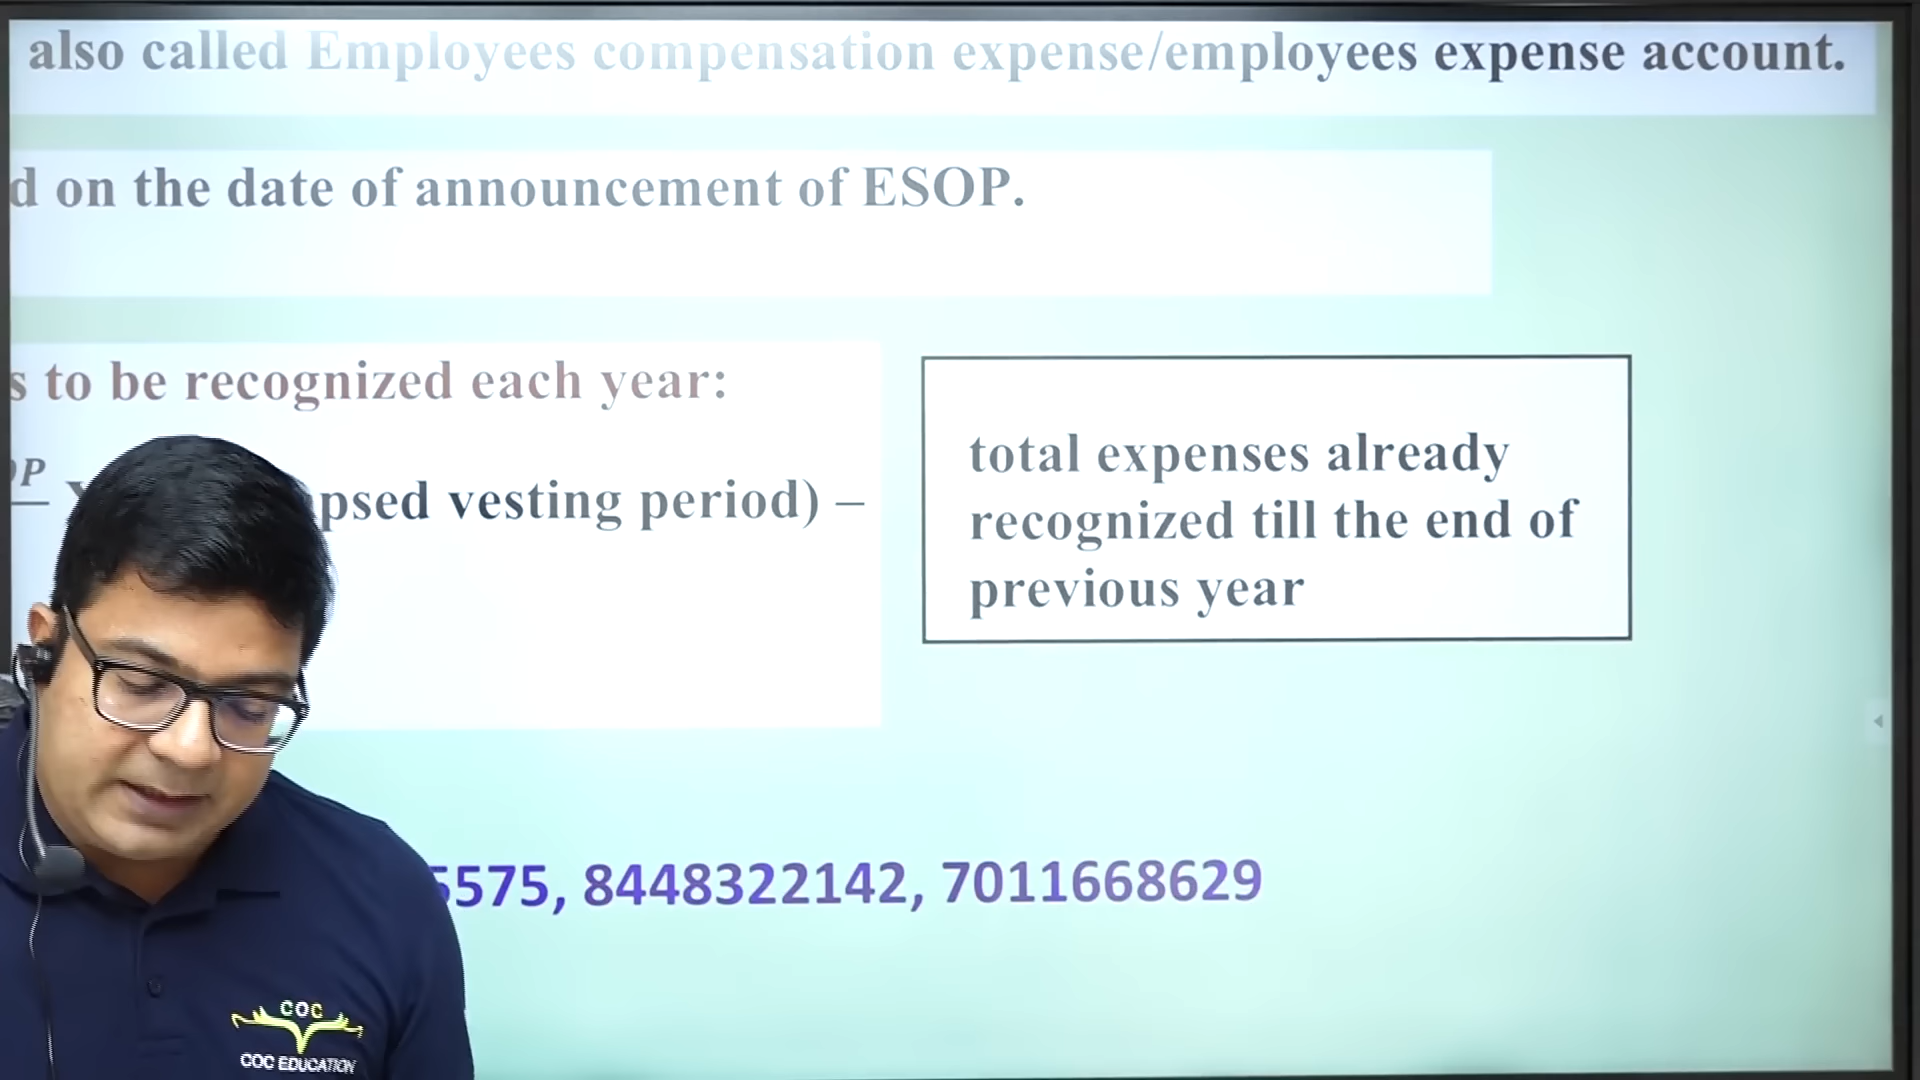 also called Employees compensation expense/employees expense account.
d on the date of announcement of ESOP.
s to be recognized each year:
P
psed vesting period) –
total expenses already
recognized till the end of
previous year
5575, 8448322142, 7011668629
COC
COC EDUCATION